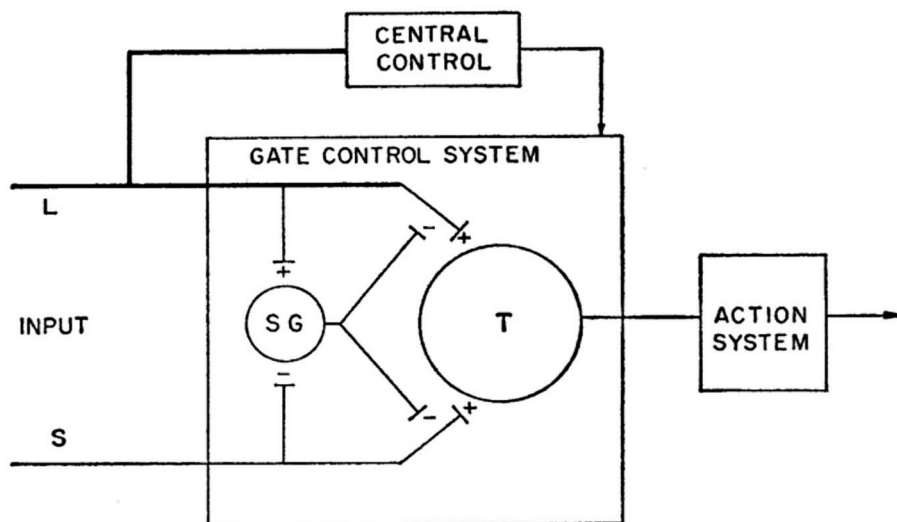 CENTRAL
CONTROL
GATE CONTROL SYSTEM
L
+
- +
INPUT
S G
T
ACTION
SYSTEM
-
- +
S